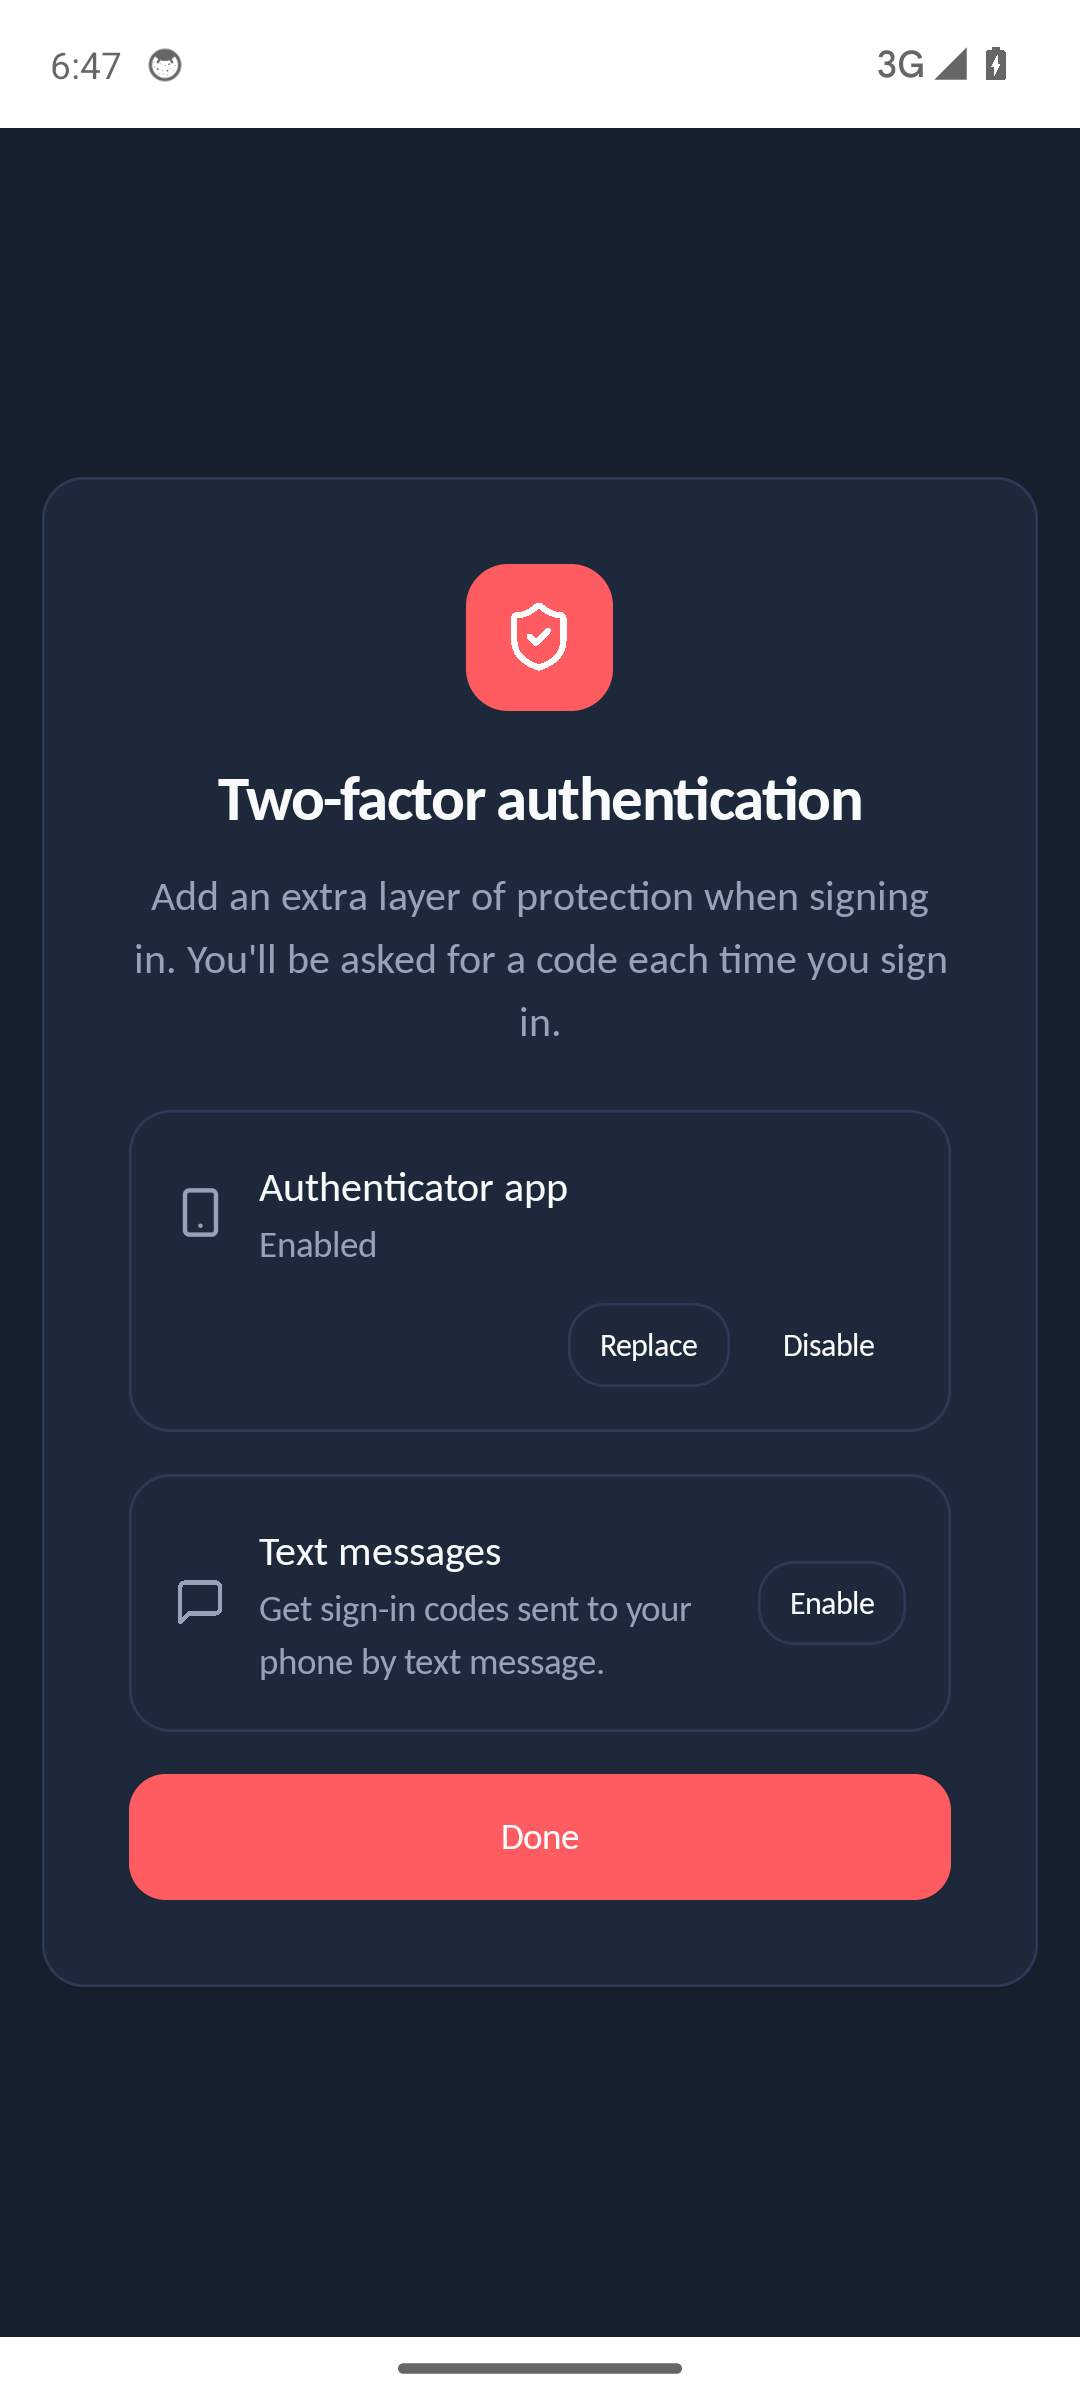 6:47
3G
Two-factor authentication
Add an extra layer of protection when signing
in. You'll be asked for a code each time you sign
in.
Authenticator app
Enabled
Replace
Disable
Text messages
Get sign-in codes sent to your
phone by text message.
Enable
Done